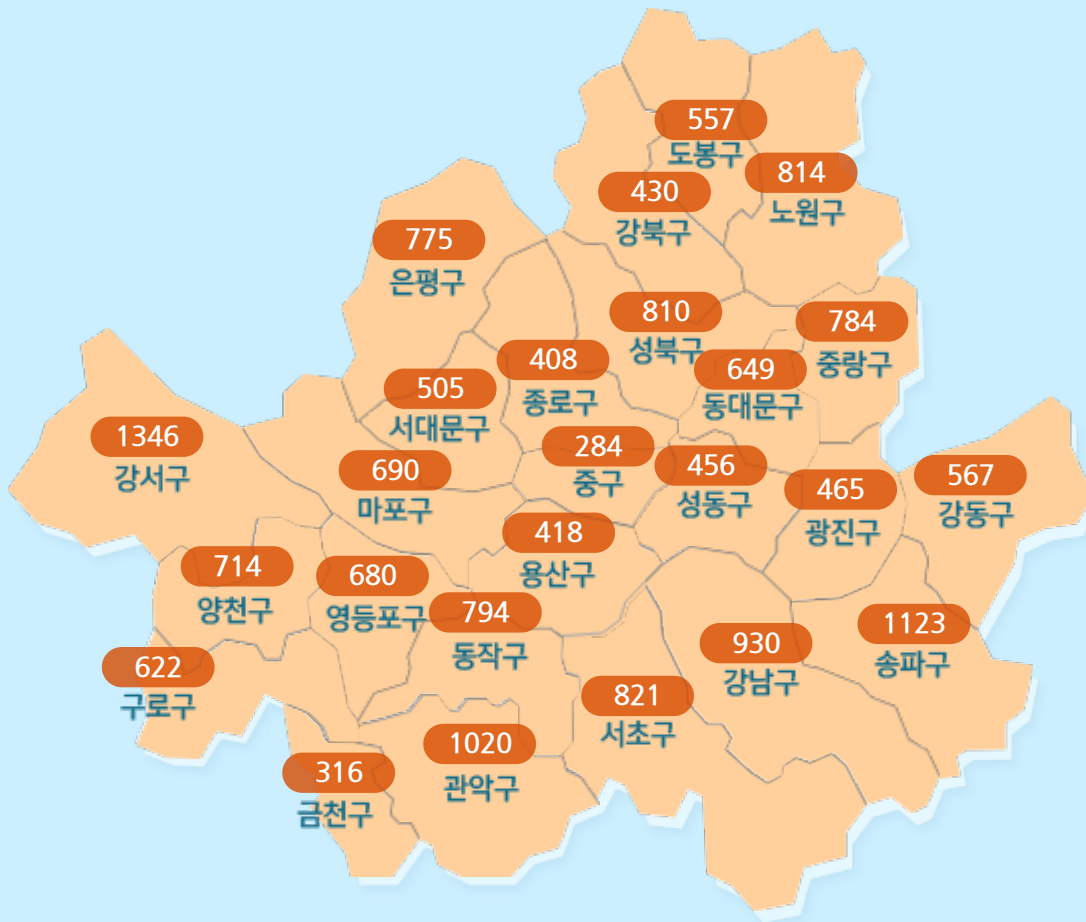 557
도봉구
814
노원구
430
강북구
775
은평구
810
성북구
784
중랑구
408
종로구
649
동대문구
505
서대문구
1346
강서구
284
중구
456
성동구
690
마포구
465
광진구
567
강동구
418
용산구
714
양천구
680
영등포구
794
동작구
1123
송파구
930
강남구
622
구로구
821
서초구
1020
관악구
316
금천구